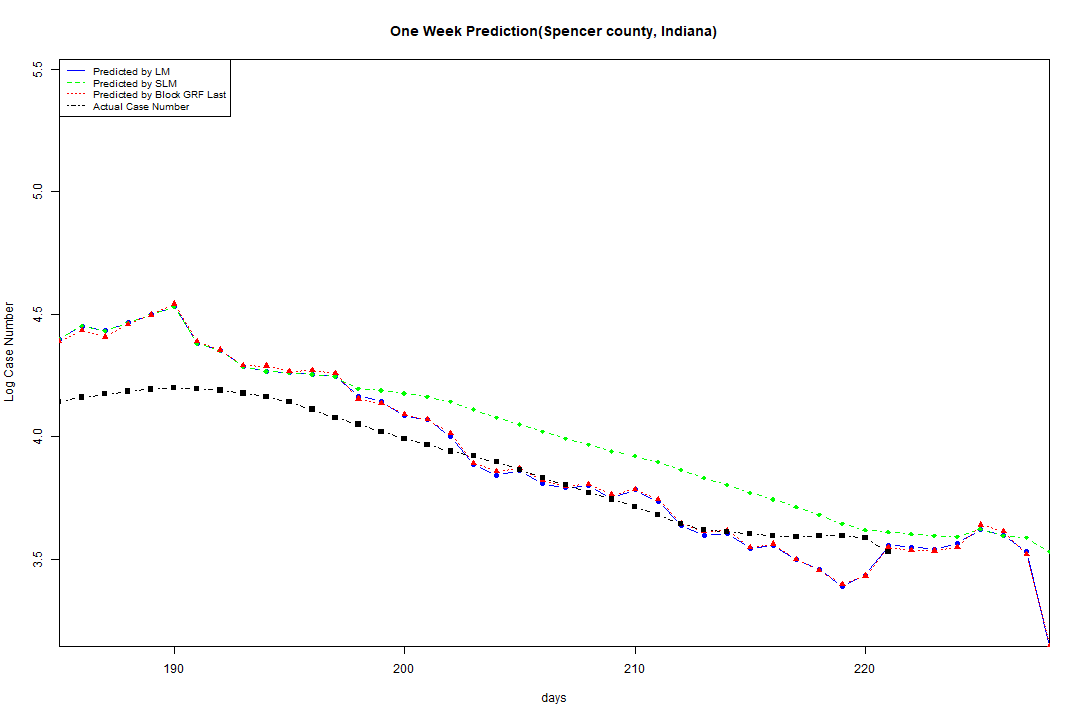 One Week Prediction(Spencer county, Indiana)
Predicted by LM
Predicted by SLM
Predicted by Block GRF Last
Actual Case Number
5.5
5.0
4.5
4.0
3.5
Log Case Number
190 200 210 220
days